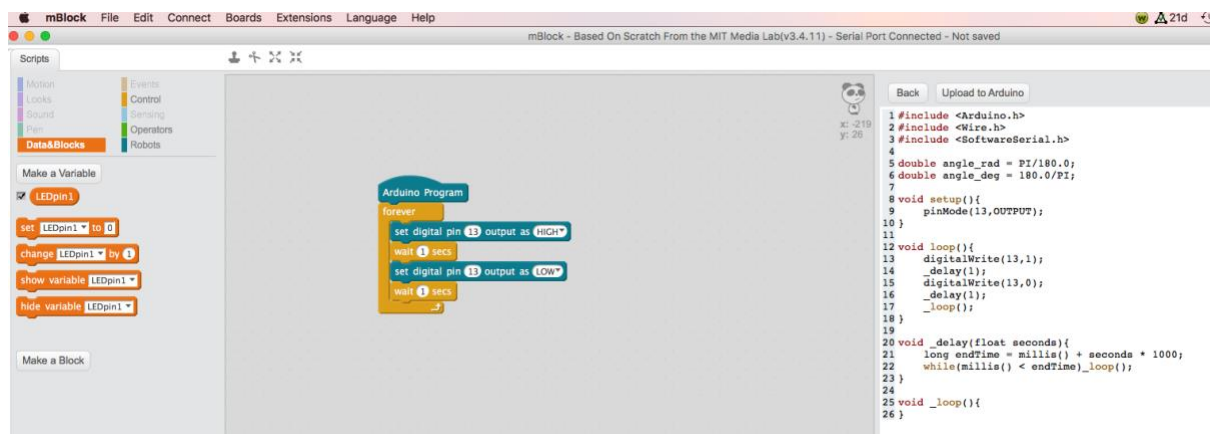 mBlock File Edit Connect Boards Extensions Language Help
21d
mBlock - Based On Scratch From the MIT Media Lab(v3.4.11) - Serial Port Connected - Not saved
Scripts
Motion Events
Looks Control
Sound Sensing
Pen Operators
Data&Blocks Robots
Make a Variable
LEDpin1
set LEDpin1 to 0
change LEDpin1 by 1
show variable LEDpin1
hide variable LEDpin1
Make a Block
Arduino Program
forever
set digital pin 13 output as HIGH
wait 1 secs
set digital pin 13 output as LOW
wait 1 secs
x: -219
y: 26
Back Upload to Arduino
1 #include <Arduino.h>
2 #include <Wire.h>
3 #include <SoftwareSerial.h>
4
5 double angle_rad = PI/180.0;
6 double angle_deg = 180.0/PI;
7
8 void setup(){
9 pinMode(13,OUTPUT);
10 }
11
12 void loop(){
13 digitalWrite(13,1);
14 _delay(1);
15 digitalWrite(13,0);
16 _delay(1);
17 _loop();
18 }
19
20 void _delay(float seconds){
21 long endTime = millis() + seconds * 1000;
22 while(millis() < endTime)_loop();
23 }
24
25 void _loop(){
26 }